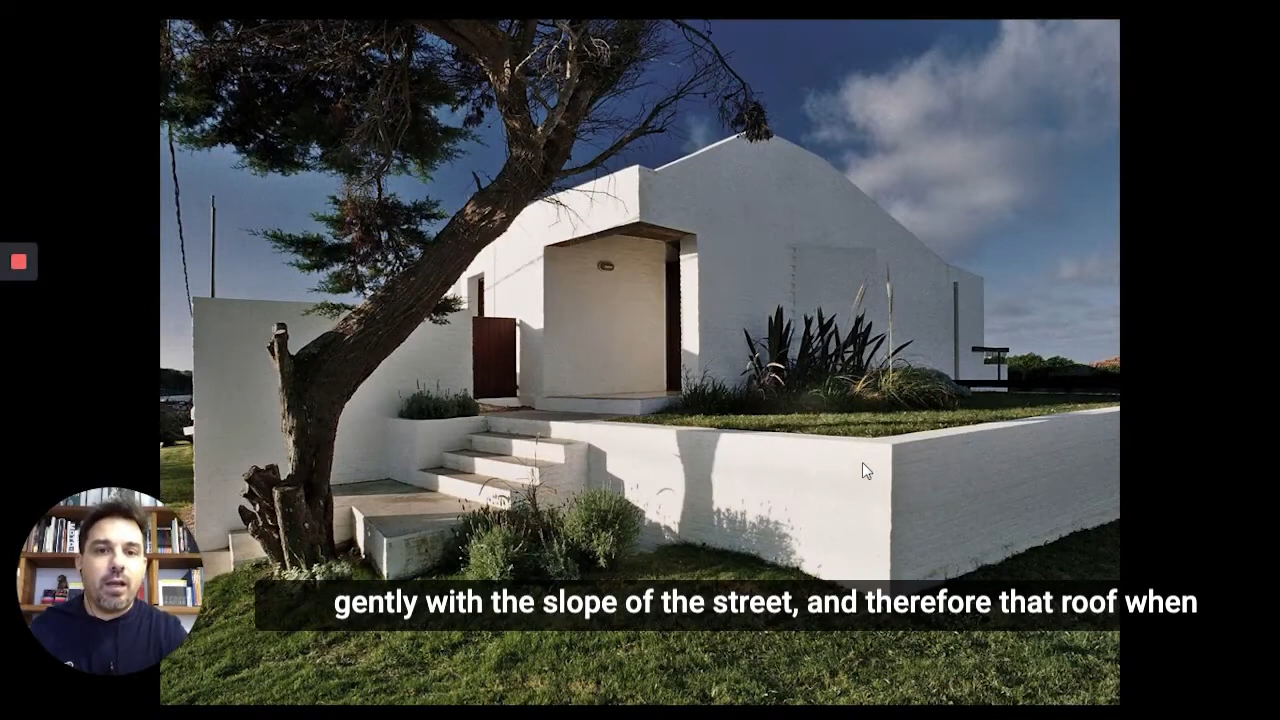 gently with the slope of the street, and therefore that roof when